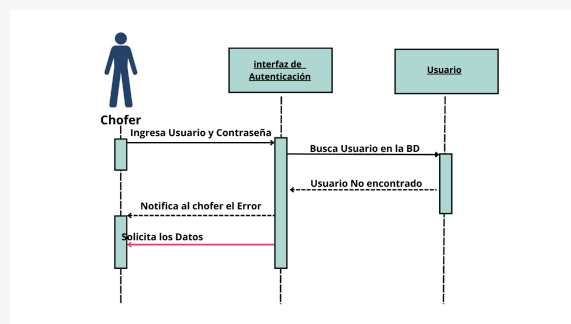 interfaz de
Autenticación
Usuario
Chofer
Ingresa Usuario y Contraseña
Busca Usuario en la BD
Usuario No encontrado
Notifica al chofer el Error
Solicita los Datos